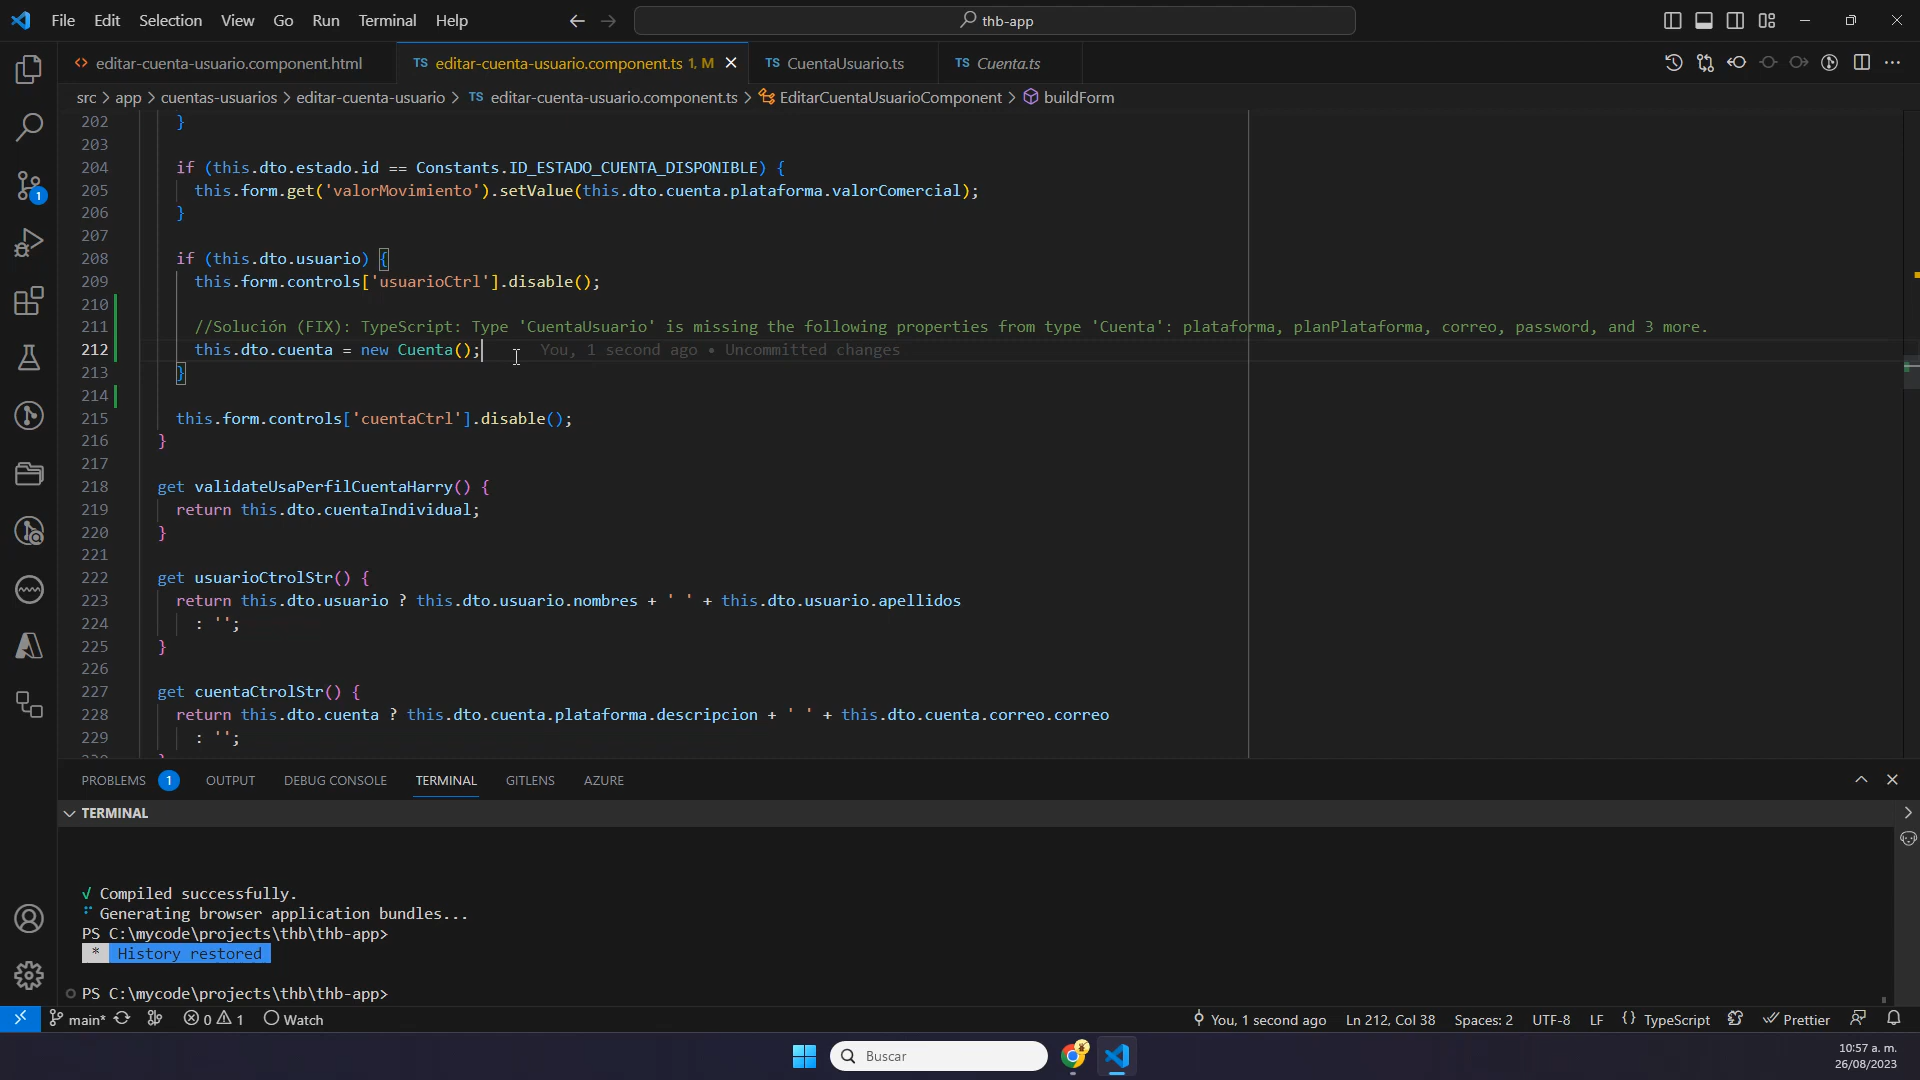 File Edit Selection View Go Run Terminal Help
thb-app
editar-cuenta-usuario.component.html
TS editar-cuenta-usuario.component.ts 1, M
TS CuentaUsuario.ts
TS Cuenta.ts
src > app > cuentas-usuarios > editar-cuenta-usuario > TS editar-cuenta-usuario.component.ts > EditarCuentaUsuarioComponent > buildForm
202 }
203
204 if (this.dto.estado.id == Constants.ID_ESTADO_CUENTA_DISPONIBLE) {
205 this.form.get('valorMovimiento').setValue(this.dto.cuenta.plataforma.valorComercial);
206 }
207
208 if (this.dto.usuario) {
209 this.form.controls['usuarioCtrl'].disable();
210
211 //Solución (FIX): TypeScript: Type 'CuentaUsuario' is missing the following properties from type 'Cuenta': plataforma, planPlataforma, correo, password, and 3 more.
212 this.dto.cuenta = new Cuenta(); You, 1 second ago • Uncommitted changes
213 }
214
215 this.form.controls['cuentaCtrl'].disable();
216 }
217
218 get validateUsaPerfilCuentaHarry() {
219 return this.dto.cuentaIndividual;
220 }
221
222 get usuarioCtrolStr() {
223 return this.dto.usuario ? this.dto.usuario.nombres + ' ' + this.dto.usuario.apellidos
224 : '';
225 }
226
227 get cuentaCtrolStr() {
228 return this.dto.cuenta ? this.dto.cuenta.plataforma.descripcion + ' ' + this.dto.cuenta.correo.correo
229 : '';
PROBLEMS 1 OUTPUT DEBUG CONSOLE TERMINAL GITLENS AZURE
TERMINAL
√ Compiled successfully.
Generating browser application bundles...
PS C:\mycode\projects\thb\thb-app>
* History restored
PS C:\mycode\projects\thb\thb-app>
1
main* 0 1 Watch You, 1 second ago Ln 212, Col 38 Spaces: 2 UTF-8 LF {} TypeScript Prettier
Buscar
10:57 a. m.
26/08/2023